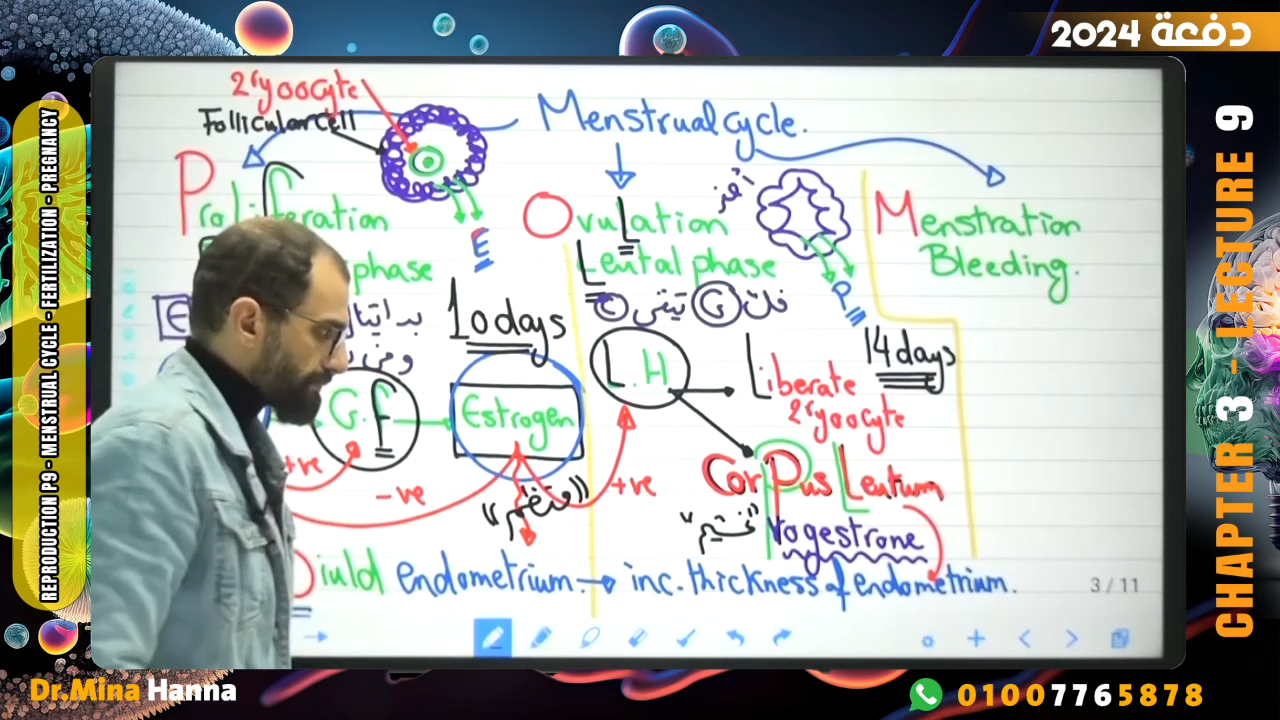 دفعة 2024
REPRODUCTION P9 - MENSTRUAL CYCLE - FERTILIZATION - PREGNANCY
CHAPTER 3 - LECTURE 9
2ry oocyte
Follicular cell
Menstrual cycle.
Proliferation
phase
E
10 days
Ovulation
Leutal phase
P
14 days
Menstration
Bleeding.
G.f
Estrogen
+ve
-ve
+ve
L.H
Liberate
2ry oocyte
Corpus Leutum
Progestrone
Biuld endometrium. → inc. thickness of endometrium.
3 / 11
Dr.Mina Hanna
01007765878